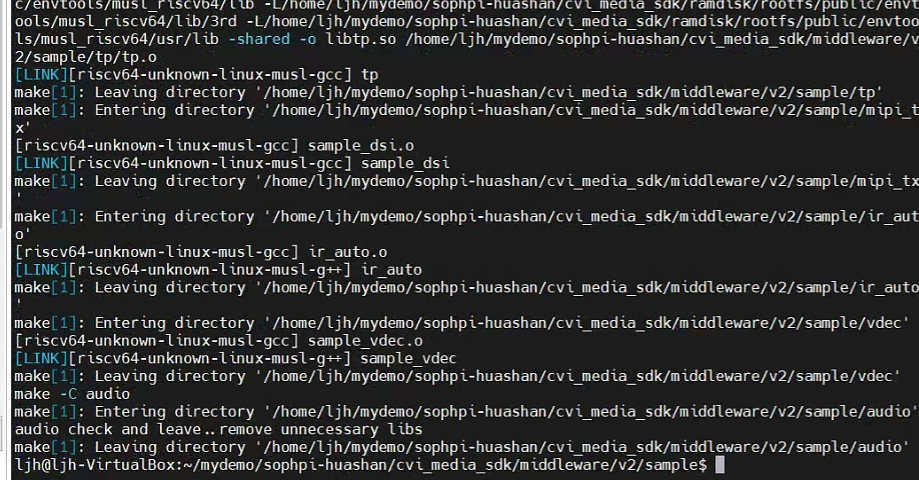 c/envtools/musl_riscv64/lib -L/home/ljh/mydemo/sophpi-huashan/cvi_media_sdk/ramdisk/rootfs/public/envto
ools/musl_riscv64/lib/3rd -L/home/ljh/mydemo/sophpi-huashan/cvi_media_sdk/ramdisk/rootfs/public/envtoo
ls/musl_riscv64/usr/lib -shared -o libtp.so /home/ljh/mydemo/sophpi-huashan/cvi_media_sdk/middleware/v
2/sample/tp/tp.o
[LINK][riscv64-unknown-linux-musl-gcc] tp
make[1]: Leaving directory '/home/ljh/mydemo/sophpi-huashan/cvi_media_sdk/middleware/v2/sample/tp'
make[1]: Entering directory '/home/ljh/mydemo/sophpi-huashan/cvi_media_sdk/middleware/v2/sample/mipi_t
x'
[riscv64-unknown-linux-musl-gcc] sample_dsi.o
[LINK][riscv64-unknown-linux-musl-gcc] sample_dsi
make[1]: Leaving directory '/home/ljh/mydemo/sophpi-huashan/cvi_media_sdk/middleware/v2/sample/mipi_tx
'
make[1]: Entering directory '/home/ljh/mydemo/sophpi-huashan/cvi_media_sdk/middleware/v2/sample/ir_aut
o'
[riscv64-unknown-linux-musl-gcc] ir_auto.o
[LINK][riscv64-unknown-linux-musl-g++] ir_auto
make[1]: Leaving directory '/home/ljh/mydemo/sophpi-huashan/cvi_media_sdk/middleware/v2/sample/ir_auto
'
make[1]: Entering directory '/home/ljh/mydemo/sophpi-huashan/cvi_media_sdk/middleware/v2/sample/vdec'
[riscv64-unknown-linux-musl-gcc] sample_vdec.o
[LINK][riscv64-unknown-linux-musl-g++] sample_vdec
make[1]: Leaving directory '/home/ljh/mydemo/sophpi-huashan/cvi_media_sdk/middleware/v2/sample/vdec'
make -C audio
make[1]: Entering directory '/home/ljh/mydemo/sophpi-huashan/cvi_media_sdk/middleware/v2/sample/audio'
audio check and leave..remove unnecessary libs
make[1]: Leaving directory '/home/ljh/mydemo/sophpi-huashan/cvi_media_sdk/middleware/v2/sample/audio'
ljh@ljh-VirtualBox:~/mydemo/sophpi-huashan/cvi_media_sdk/middleware/v2/sample$